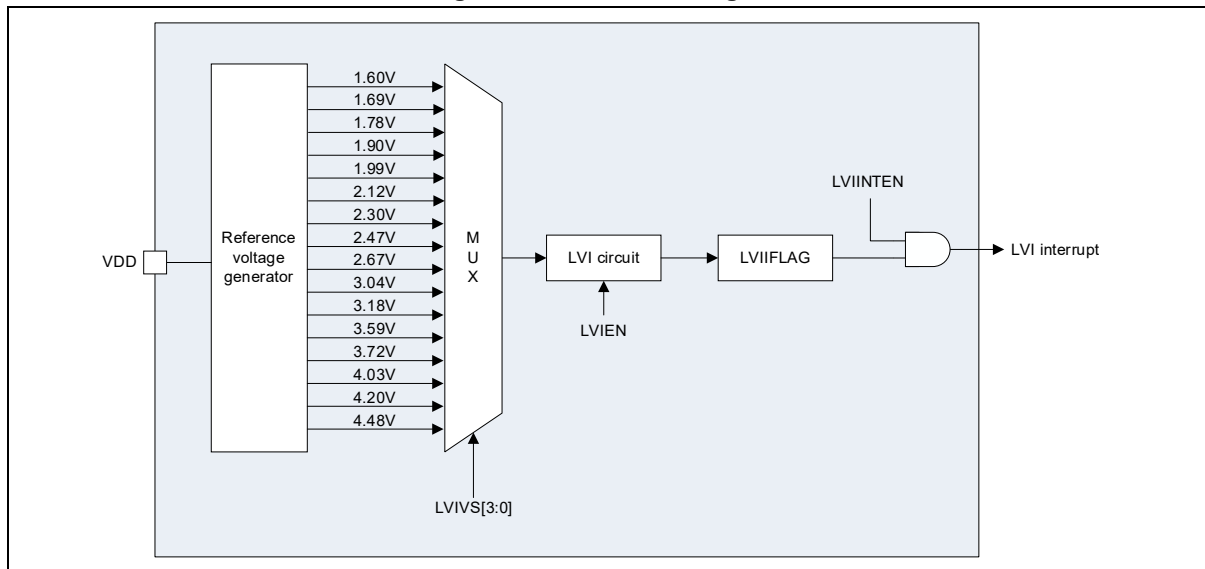 1.60V
1.69V
1.78V
1.90V
1.99V
2.12V
2.30V
2.47V
2.67V
3.04V
3.18V
3.59V
3.72V
4.03V
4.20V
4.48V
VDD
Reference
voltage
generator
M
U
X
LVIVS[3:0]
LVI circuit
LVIEN
LVIIFLAG
LVIINTEN
LVI interrupt